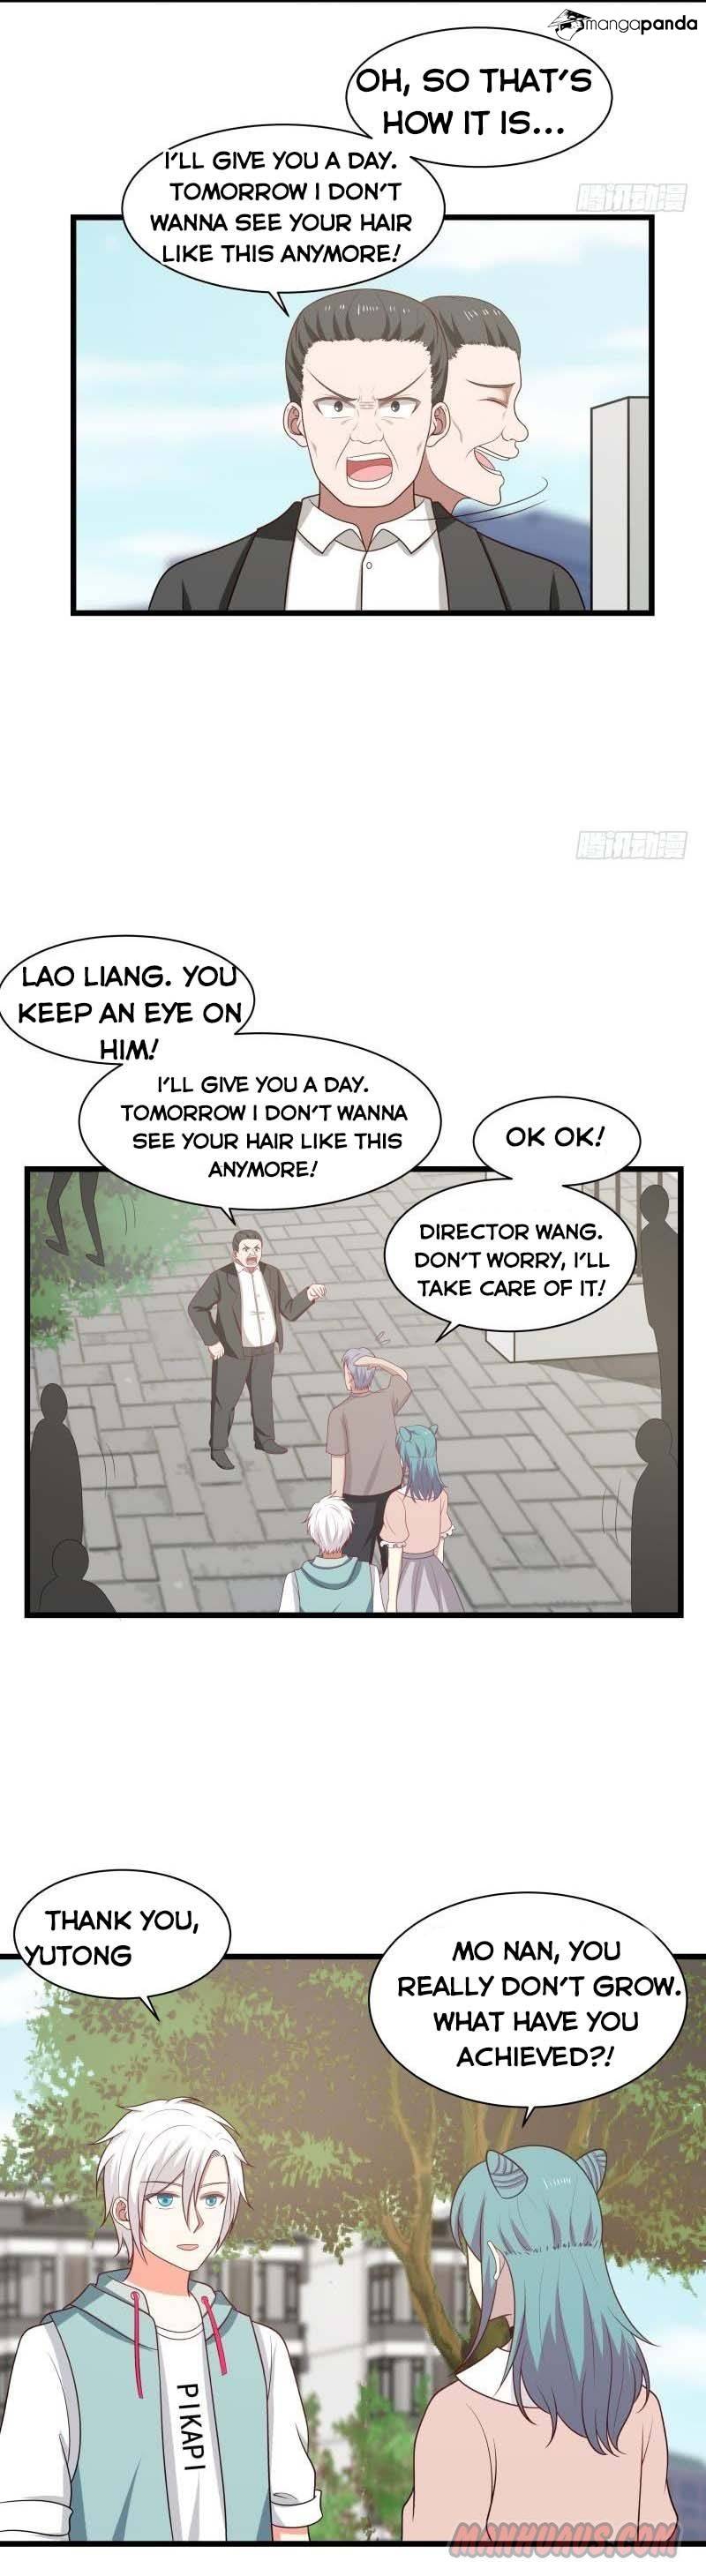 mangapanda
OH, SO THAT'S
HOW IT IS...
I'LL GIVE YOU A DAY.
TOMORROW I DON'T
WANNA SEE YOUR HAIR
LIKE THIS ANYMORE!
腾讯动漫
腾讯动漫
LAO LIANG. YOU
KEEP AN EYE ON
HIM!
I'LL GIVE YOU A DAY.
TOMORROW I DON'T WANNA
SEE YOUR HAIR LIKE THIS
ANYMORE!
OK OK!
DIRECTOR WANG.
DON'T WORRY, I'LL
TAKE CARE OF IT!
THANK YOU,
YUTONG
MO NAN, YOU
REALLY DON'T GROW.
WHAT HAVE YOU
ACHIEVED?!
PIKAPI
MANHUAUS.COM